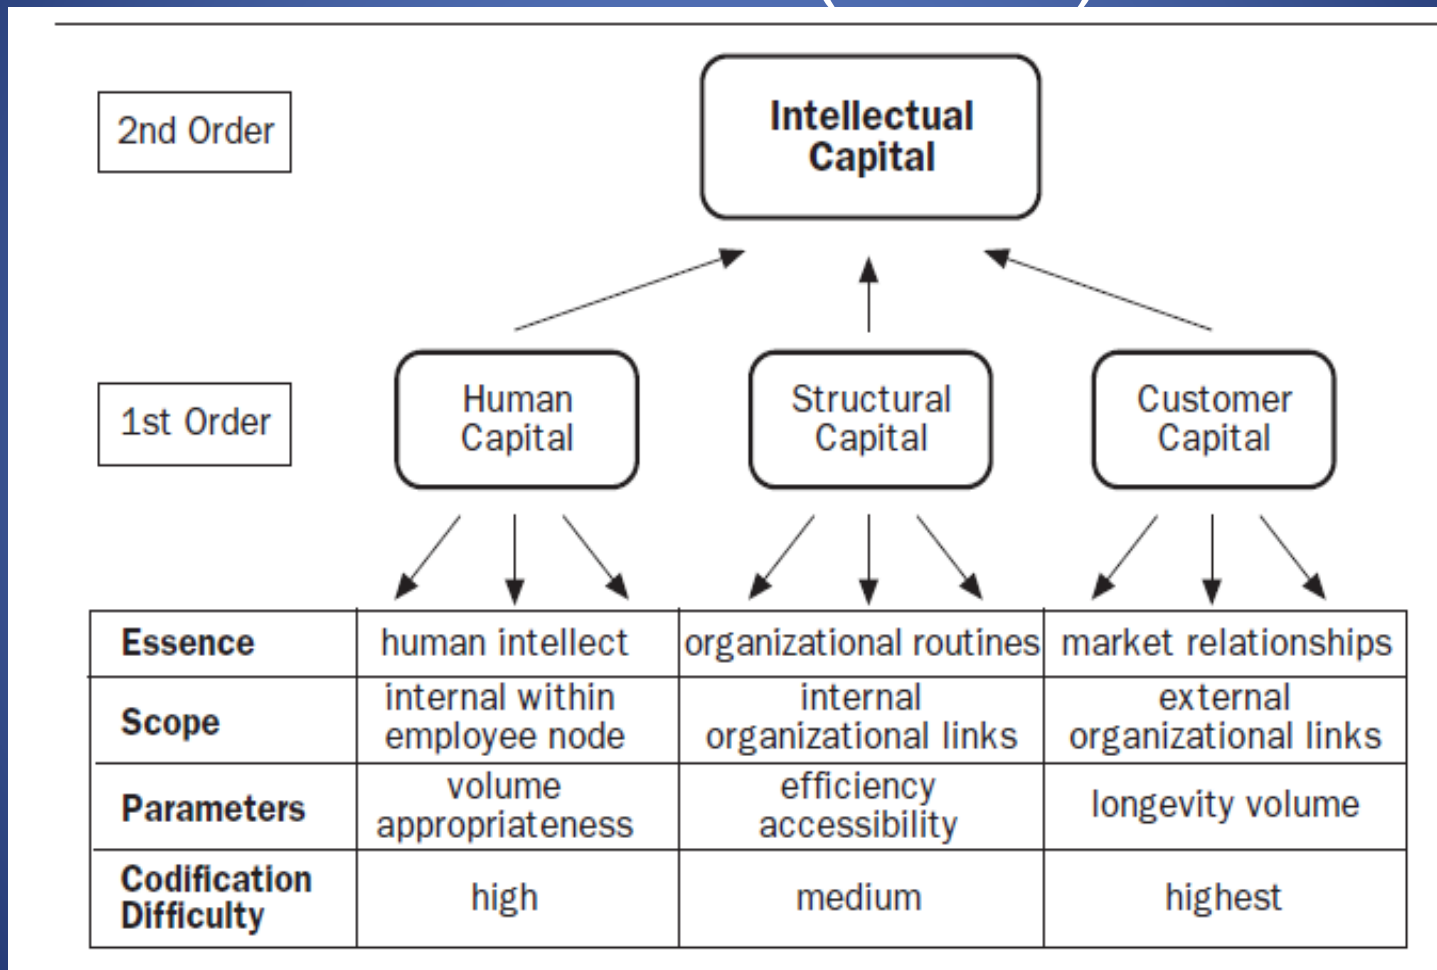 2nd Order
Intellectual
Capital
1st Order
Human
Capital
Structural
Capital
Customer
Capital
Essence
human intellect
organizational routines
market relationships
Scope
internal within
employee node
internal
organizational links
external
organizational links
Parameters
volume
appropriateness
efficiency
accessibility
longevity volume
Codification
Difficulty
high
medium
highest